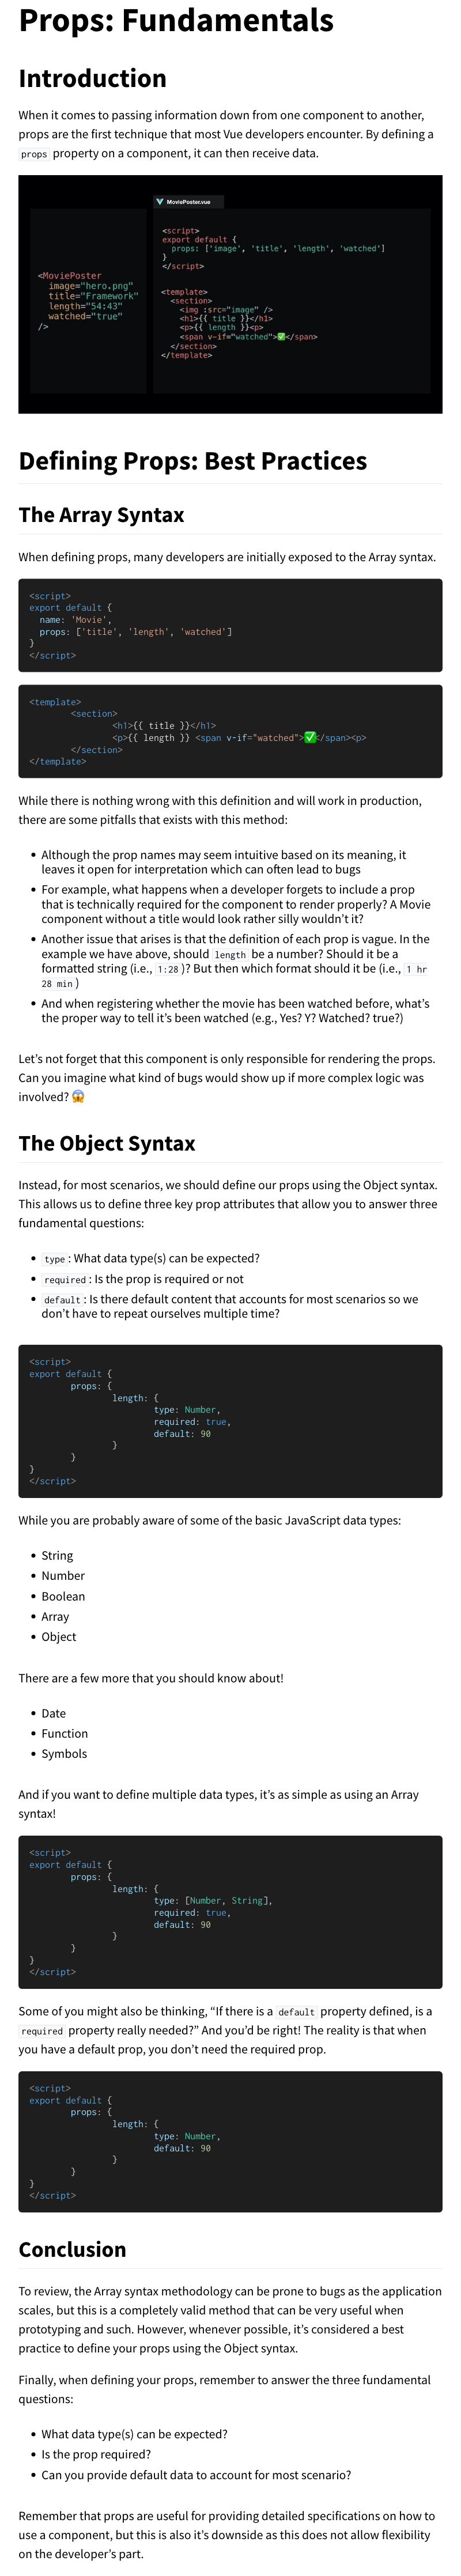 Props: Fundamentals
Introduction
When it comes to passing information down from one component to another,
props are the first technique that most Vue developers encounter. By defining a
props property on a component, it can then receive data.
MoviePoster.vue
<MoviePoster
image="hero.png"
title="Framework"
length="54:43"
watched="true"
/>
<script>
export default {
props: ['image', 'title', 'length', 'watched']
}
</script>
<template>
<section>
<img :src="image" />
<h1>{{ title }}</h1>
<p>{{ length }}<p>
<span v-if="watched">✅</span>
</section>
</template>
Defining Props: Best Practices
The Array Syntax
When defining props, many developers are initially exposed to the Array syntax.
<script>
export default {
name: 'Movie',
props: ['title', 'length', 'watched']
}
</script>
<template>
<section>
<h1>{{ title }}</h1>
<p>{{ length }} <span v-if="watched">✅</span><p>
</section>
</template>
While there is nothing wrong with this definition and will work in production,
there are some pitfalls that exists with this method:
• Although the prop names may seem intuitive based on its meaning, it
leaves it open for interpretation which can often lead to bugs
• For example, what happens when a developer forgets to include a prop
that is technically required for the component to render properly? A Movie
component without a title would look rather silly wouldn't it?
• Another issue that arises is that the definition of each prop is vague. In the
example we have above, should length be a number? Should it be a
formatted string (i.e., 1:28 )? But then which format should it be (i.e., 1 hr
28 min )
• And when registering whether the movie has been watched before, what's
the proper way to tell it's been watched (e.g., Yes? Y? Watched? true?)
Let's not forget that this component is only responsible for rendering the props.
Can you imagine what kind of bugs would show up if more complex logic was
involved? 😱
The Object Syntax
Instead, for most scenarios, we should define our props using the Object syntax.
This allows us to define three key prop attributes that allow you to answer three
fundamental questions:
• type : What data type(s) can be expected?
• required : Is the prop is required or not
• default : Is there default content that accounts for most scenarios so we
don't have to repeat ourselves multiple time?
<script>
export default {
props: {
length: {
type: Number,
required: true,
default: 90
}
}
}
</script>
While you are probably aware of some of the basic JavaScript data types:
• String
• Number
• Boolean
• Array
• Object
There are a few more that you should know about!
• Date
• Function
• Symbols
And if you want to define multiple data types, it's as simple as using an Array
syntax!
<script>
export default {
props: {
length: {
type: [Number, String],
required: true,
default: 90
}
}
}
</script>
Some of you might also be thinking, “If there is a default property defined, is a
required property really needed?” And you'd be right! The reality is that when
you have a default prop, you don't need the required prop.
<script>
export default {
props: {
length: {
type: Number,
default: 90
}
}
}
</script>
Conclusion
To review, the Array syntax methodology can be prone to bugs as the application
scales, but this is a completely valid method that can be very useful when
prototyping and such. However, whenever possible, it's considered a best
practice to define your props using the Object syntax.
Finally, when defining your props, remember to answer the three fundamental
questions:
• What data type(s) can be expected?
• Is the prop required?
• Can you provide default data to account for most scenario?
Remember that props are useful for providing detailed specifications on how to
use a component, but this is also it's downside as this does not allow flexibility
on the developer's part.